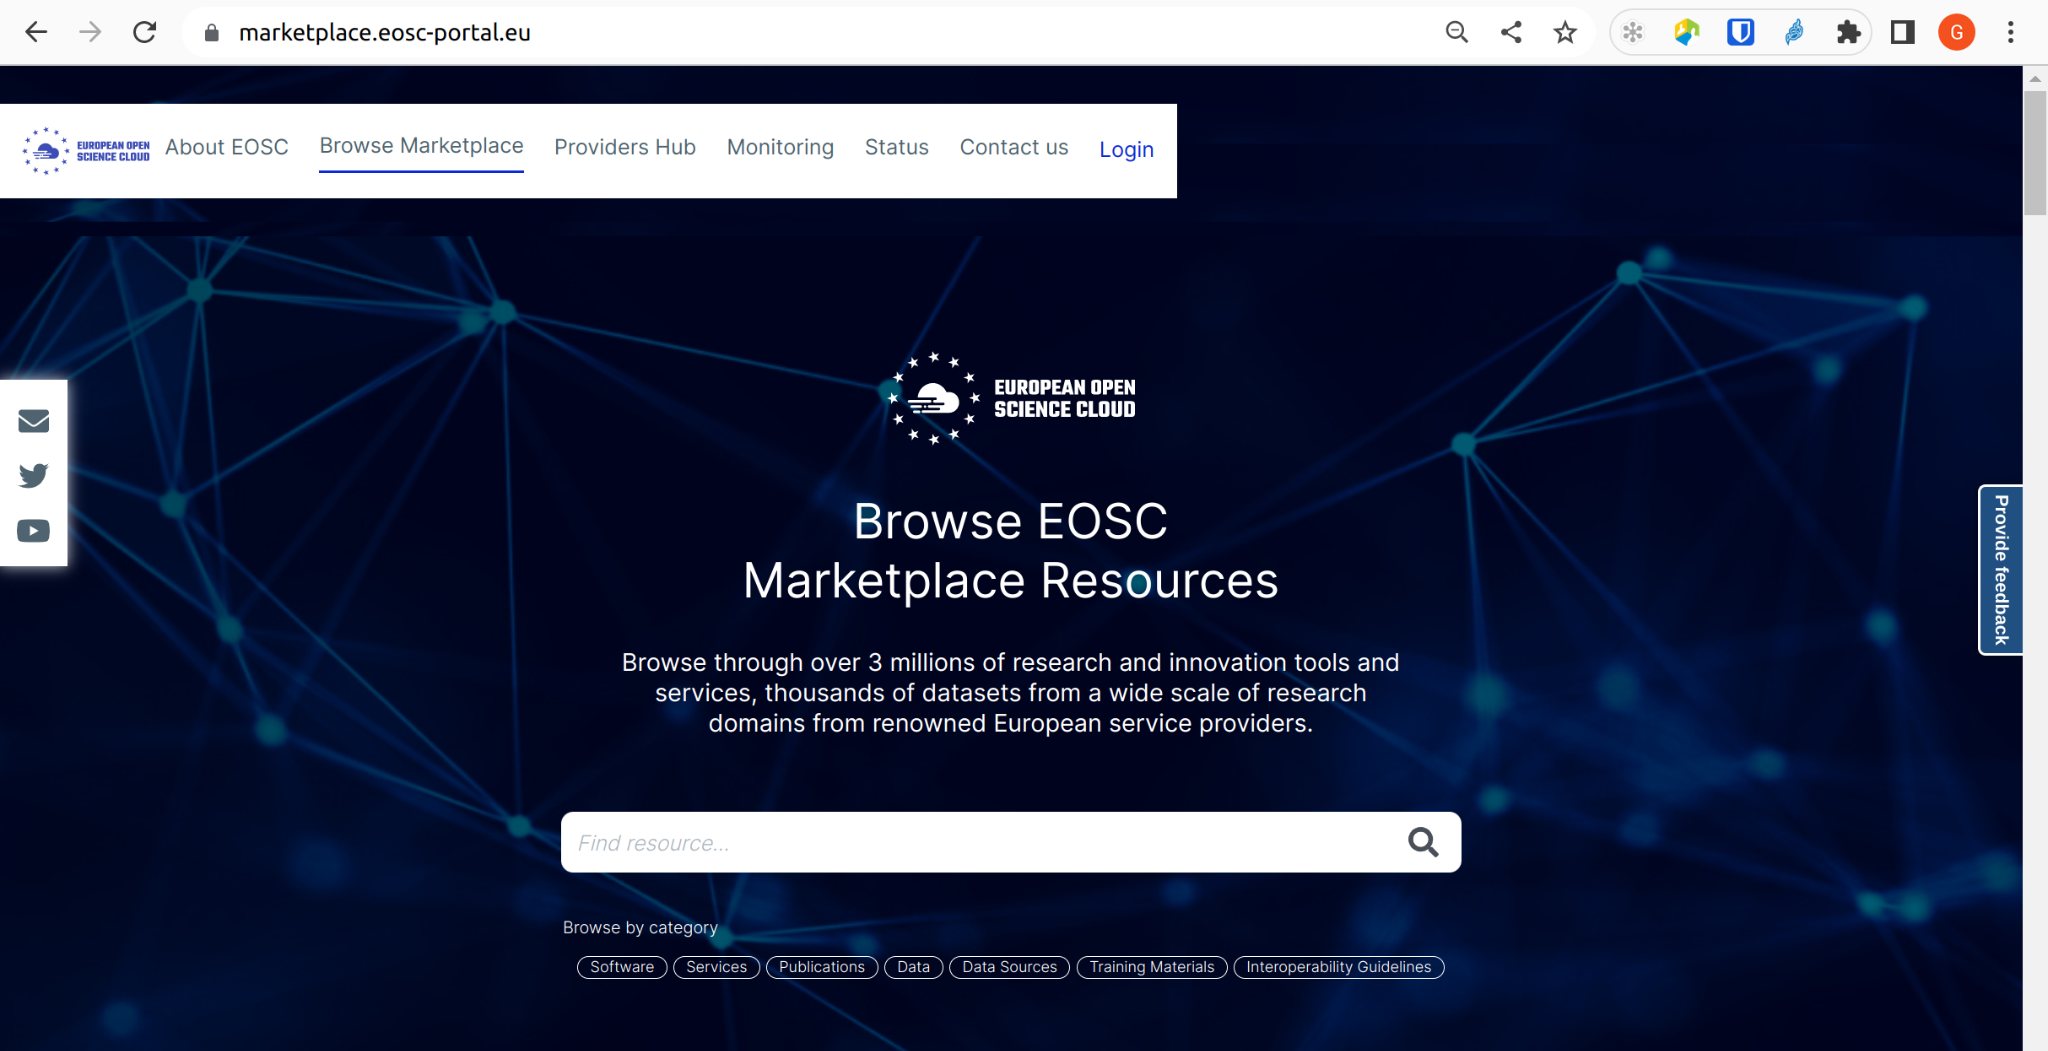 marketplace.eosc-portal.eu
G
EUROPEAN OPEN
SCIENCE CLOUD
About EOSC
Browse Marketplace
Providers Hub
Monitoring
Status
Contact us
Login
EUROPEAN OPEN
SCIENCE CLOUD
Browse EOSC
Marketplace Resources
Browse through over 3 millions of research and innovation tools and
services, thousands of datasets from a wide scale of research
domains from renowned European service providers.
Provide feedback
Find resource...
Browse by category
Software
Services
Publications
Data
Data Sources
Training Materials
Interoperability Guidelines